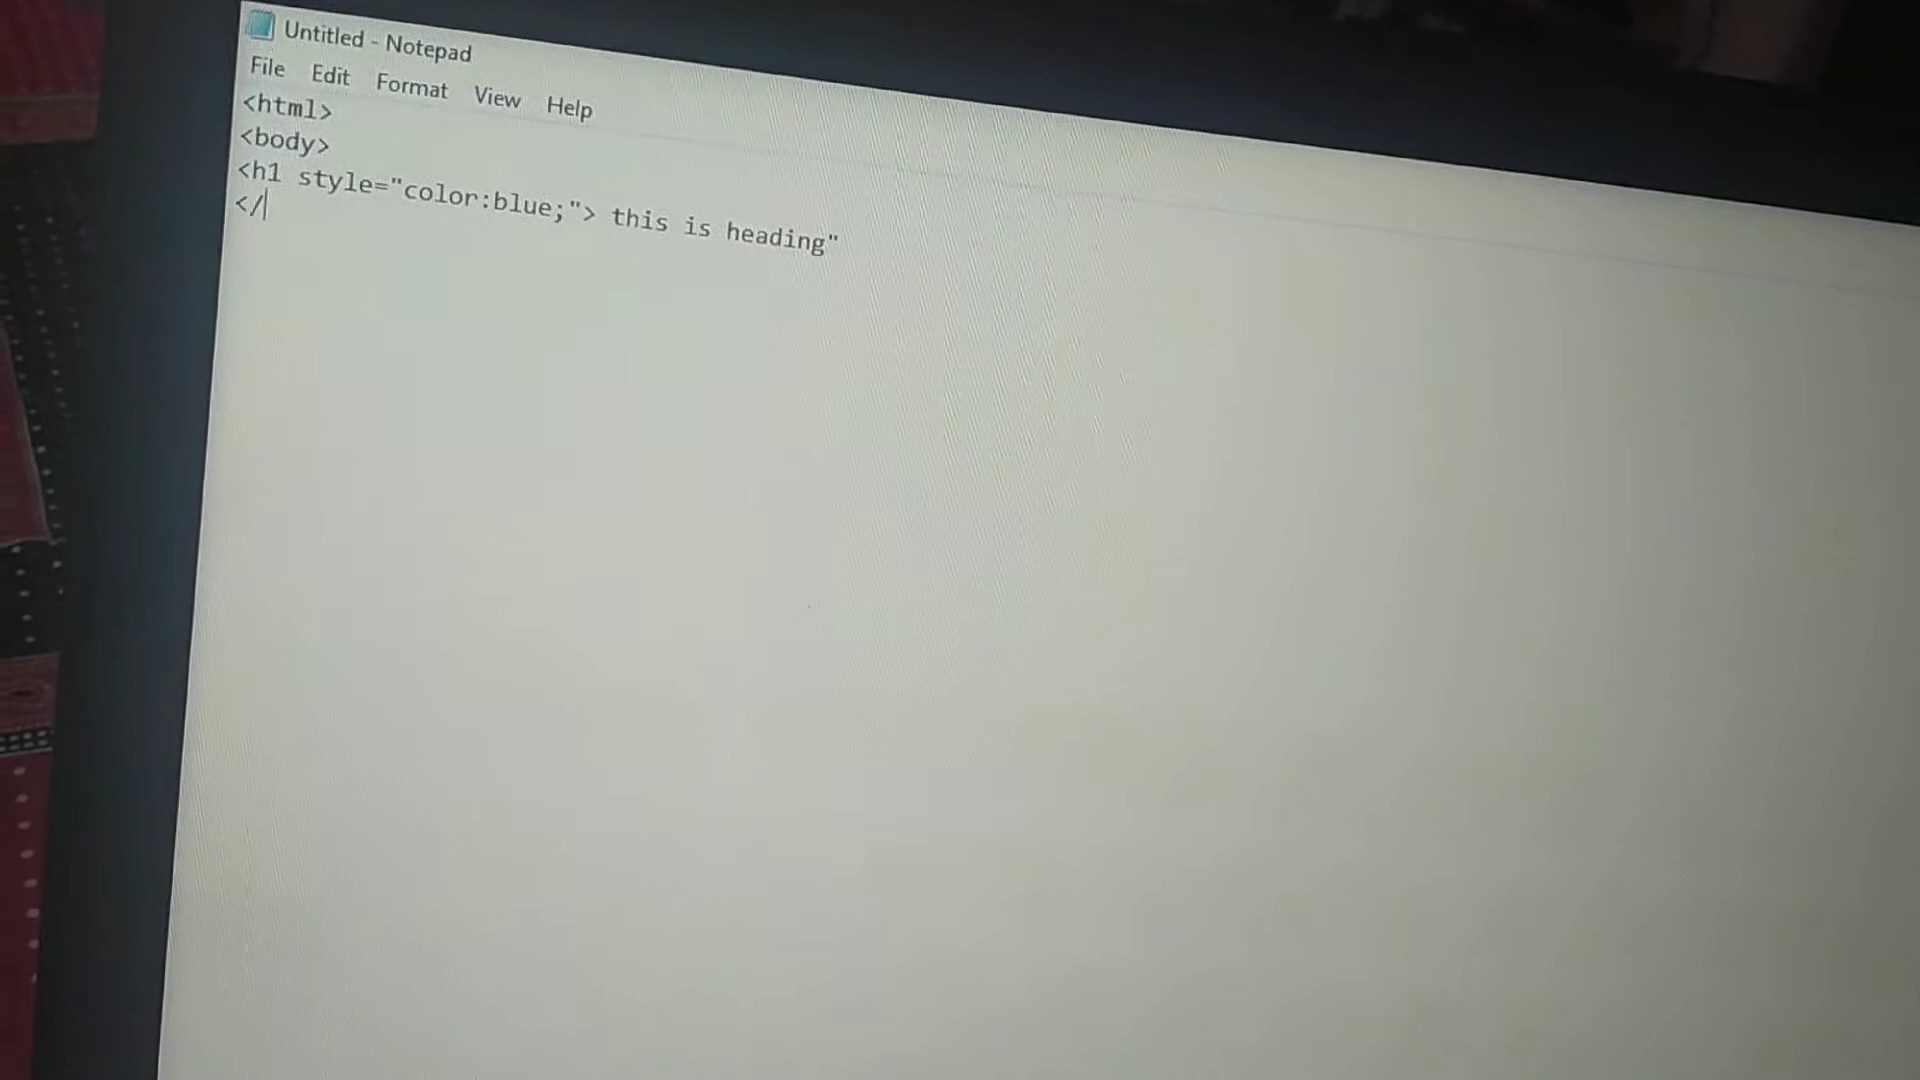 Untitled - Notepad
File Edit Format View Help
<html>
<body>
<h1 style="color:blue;"> this is heading"
</